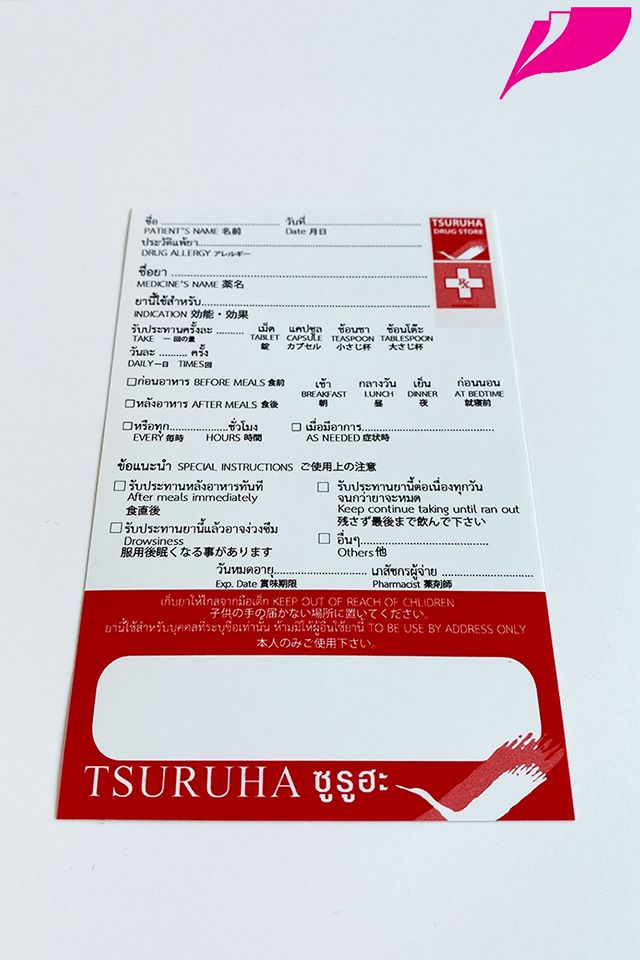 ชื่อ .................... วันที่....................
PATIENT'S NAME 名前 Date 月日
ประวัติแพ้ยา....................
DRUG ALLERGY アレルギー
TSURUHA
DRUG STORE
Rx
ชื่อยา ....................
MEDICINE'S NAME 薬名
ยานี้ใช้สำหรับ....................
INDICATION 効能・効果
รับประทานครั้งละ .......... เม็ด แคปซูล ช้อนชา ช้อนโต๊ะ
TAKE 一回の量 TABLET CAPSULE TEASPOON TABLESPOON
錠 カプセル 小さじ杯 大さじ杯
วันละ .......... ครั้ง
DAILY一日 TIMES回
ก่อนอาหาร BEFORE MEALS 食前 เช้า กลางวัน เย็น ก่อนนอน
BREAKFAST LUNCH DINNER AT BEDTIME
หลังอาหาร AFTER MEALS 食後 朝 昼 夜 就寝前
หรือทุก....................ชั่วโมง เมื่อมีอาการ....................
EVERY 毎時 HOURS 時間 AS NEEDED 症状時
ข้อแนะนำ SPECIAL INSTRUCTIONS ご使用上の注意
รับประทานหลังอาหารทันที
After meals immediately
食直後
รับประทานยานี้ต่อเนื่องทุกวัน
จนกว่ายาจะหมด
Keep continue taking until ran out
残さず最後まで飲んで下さい
รับประทานยานี้แล้วอาจง่วงซึม
Drowsiness
服用後眠くなる事があります
อื่นๆ....................
Others 他
วันหมดอายุ.................... เภสัชกรผู้จ่าย ....................
Exp. Date 賞味期限 Pharmacist 薬剤師
เก็บยาให้ไกลจากมือเด็ก KEEP OUT OF REACH OF CHLIDREN
子供の手の届かない場所に置いてください。
ยานี้ใช้สำหรับบุคคลที่ระบุชื่อเท่านั้น ห้ามมิให้ผู้อื่นใช้ยานี้ TO BE USE BY ADDRESS ONLY
本人のみご使用下さい。
TSURUHA ซูรูฮะ